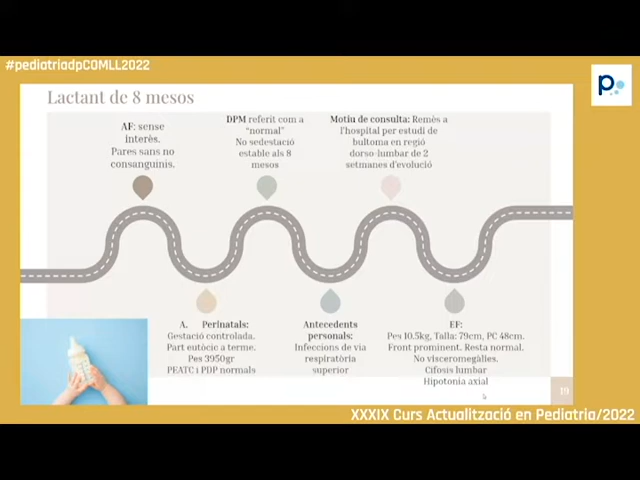 #pediatriadpCOMLL2022
p
Lactant de 8 mesos
AF: sense
interès.
Pares sans no
consanguinis.
DPM referit com a
"normal"
No sedestació
estable als 8
mesos
Motiu de consulta: Remès a
l'hospital per estudi de
bultoma en regió
dorso-lumbar de 2
setmanes d'evolució
A. Perinatals:
Gestació controlada.
Part eutòcic a terme.
Pes 3950gr
PEATC i PDP normals
Antecedents
personals:
Infeccions de via
respiratòria
superior
EF:
Pes 10.5kg, Talla: 79cm, PC 48cm.
Front prominent. Resta normal.
No visceromegàlies.
Cifosis lumbar
Hipotonia axial
19
XXXIX Curs Actualització en Pediatria/2022